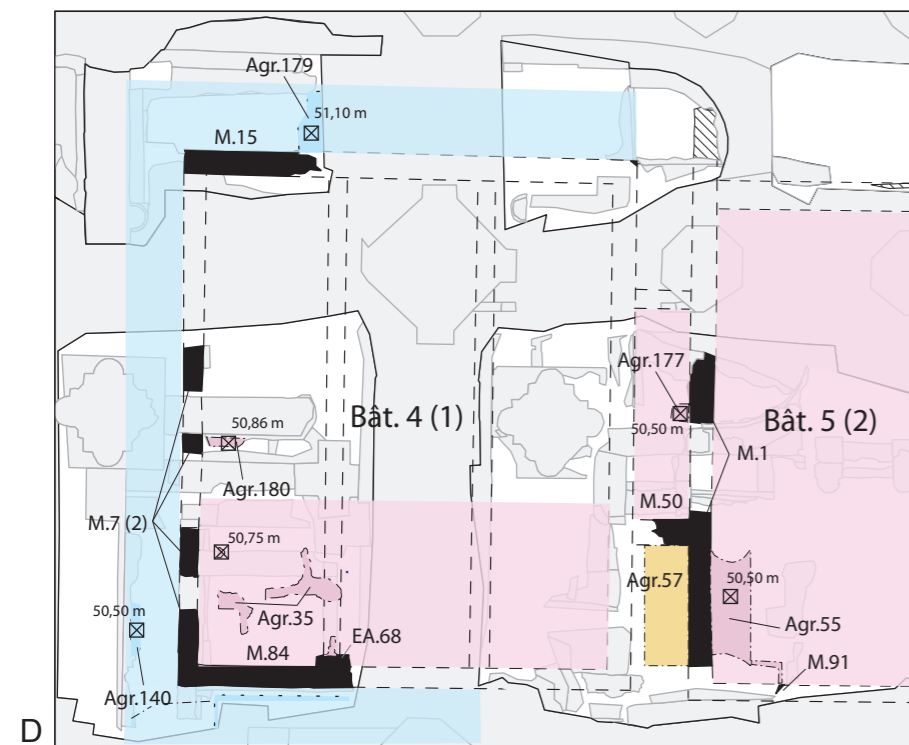 Agr.179
51,10 m
M.15
Agr.177
Bât. 4 (1)
Bât. 5 (2)
50,86 m
50,50 m
M.1
Agr.180
M.50
M.7 (2)
50,75 m
Agr.57
50,50 m
50,50 m
Agr.35
Agr.55
EA.68
M.84
M.91
Agr.140
D